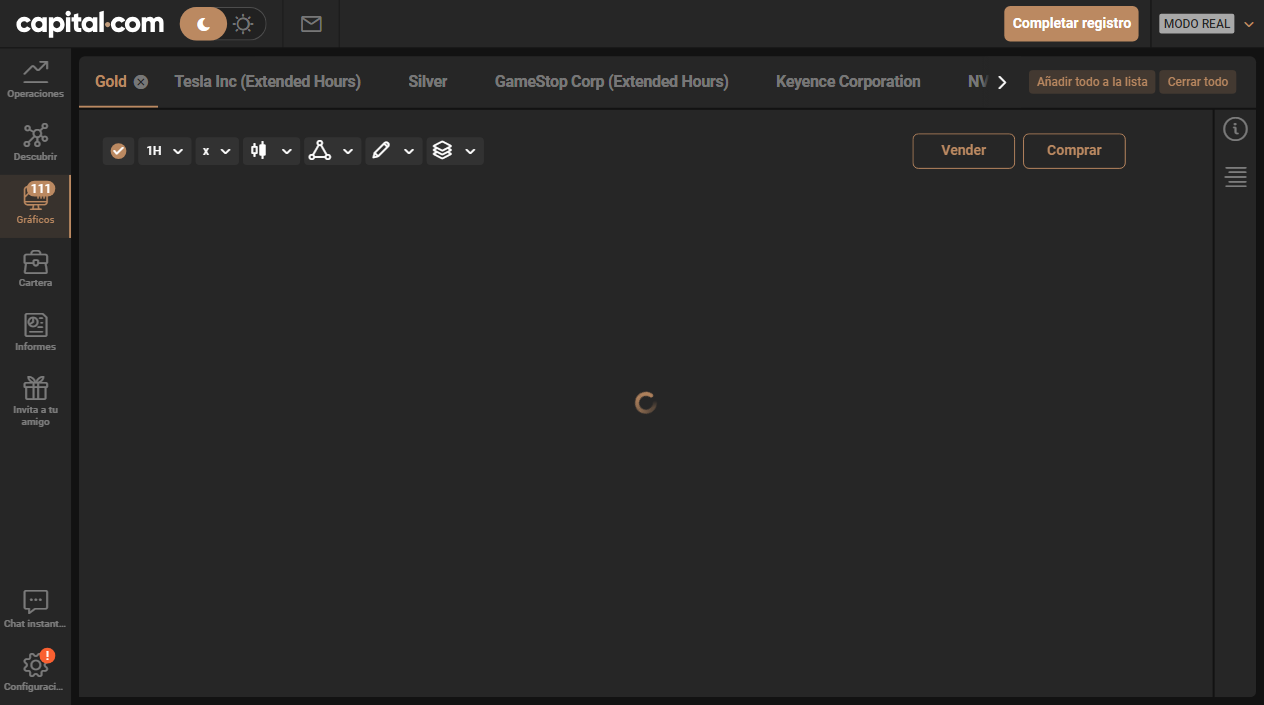 capital.com
Completar registro
MODO REAL
Operaciones
Descubrir
111
Gráficos
Cartera
Informes
Invita a tu
amigo
Chat instant...
!
Configuraci...
Gold
Tesla Inc (Extended Hours)
Silver
GameStop Corp (Extended Hours)
Keyence Corporation
NV
Añadir todo a la lista
Cerrar todo
1H
x
Vender
Comprar